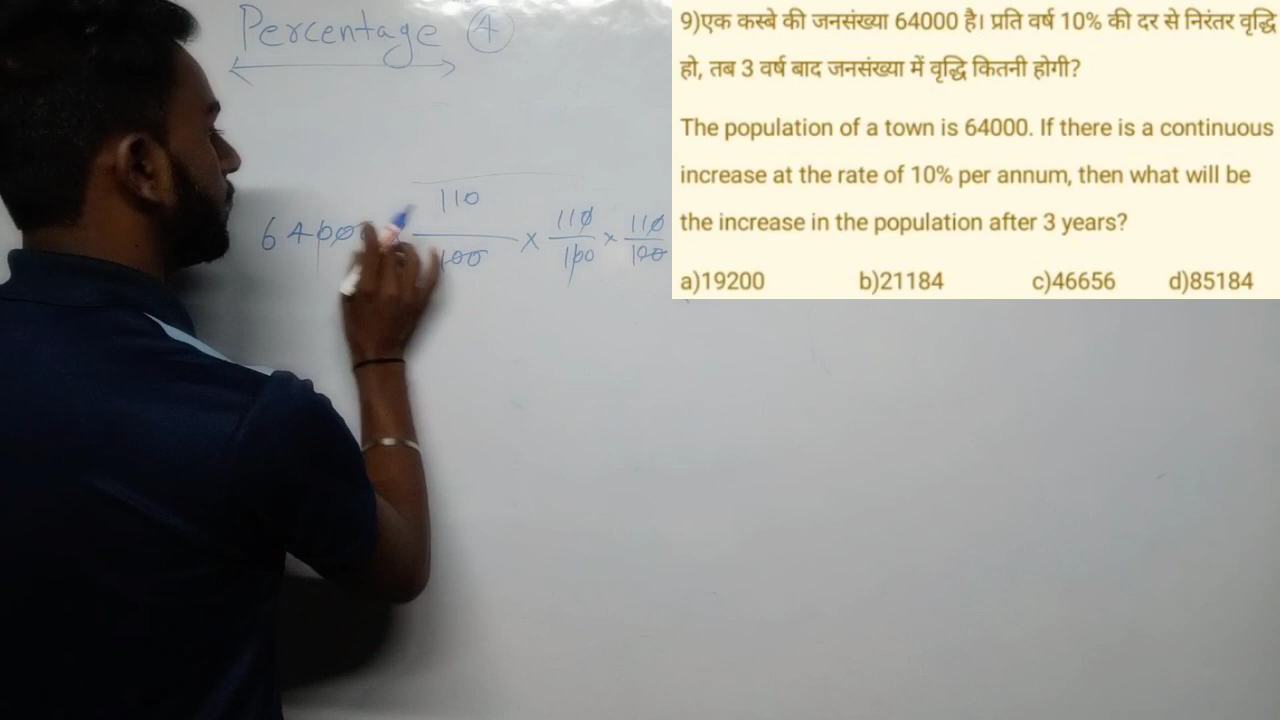 Percentage 4
64000 × 110/100 × 110/100 × 110/100
9)एक कस्बे की जनसंख्या 64000 है। प्रति वर्ष 10% की दर से निरंतर वृद्धि
हो, तब 3 वर्ष बाद जनसंख्या में वृद्धि कितनी होगी?
The population of a town is 64000. If there is a continuous
increase at the rate of 10% per annum, then what will be
the increase in the population after 3 years?
a)19200 b)21184 c)46656 d)85184